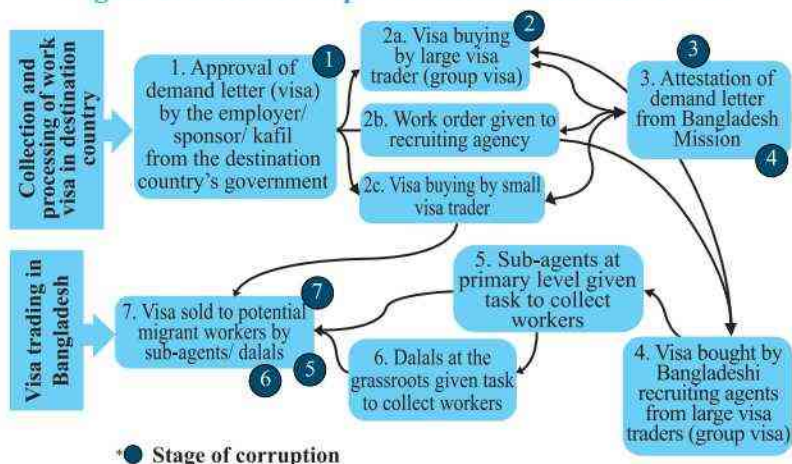 Collection and
processing of work
visa in destination
country
1
1. Approval of
demand letter (visa)
by the employer/
sponsor/ kafil
from the destination
country's government
2
2a. Visa buying
by large visa
trader (group visa)
2b. Work order given to
recruiting agency
2c. Visa buying by small
visa trader
3
3. Attestation of
demand letter
from Bangladesh
Mission
4
Visa trading in
Bangladesh
7
7. Visa sold to potential
migrant workers by
sub-agents/ dalals
6
5
5. Sub-agents at
primary level given
task to collect
workers
6. Dalals at the
grassroots given task
to collect workers
4. Visa bought by
Bangladeshi
recruiting agents
from large visa
traders (group visa)
* Stage of corruption